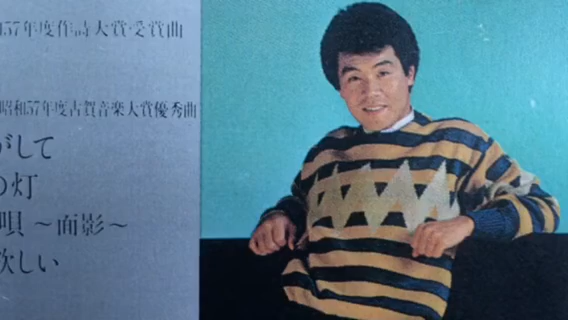 和57年度作詩大賞受賞曲
昭和57年度古賀音楽大賞優秀曲
がして
の灯
唄 ～面影～
欲しい